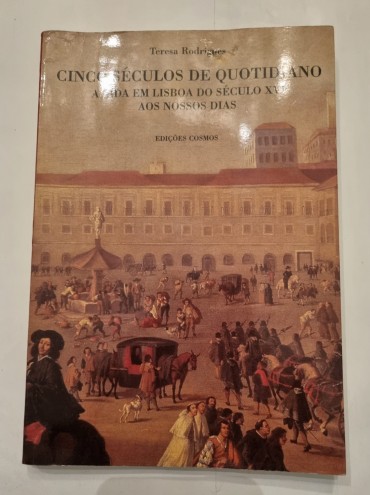 Teresa Rodrigues
CINCO SÉCULOS DE QUOTIDIANO
A VIDA EM LISBOA DO SÉCULO XVI
AOS NOSSOS DIAS
EDIÇÕES COSMOS